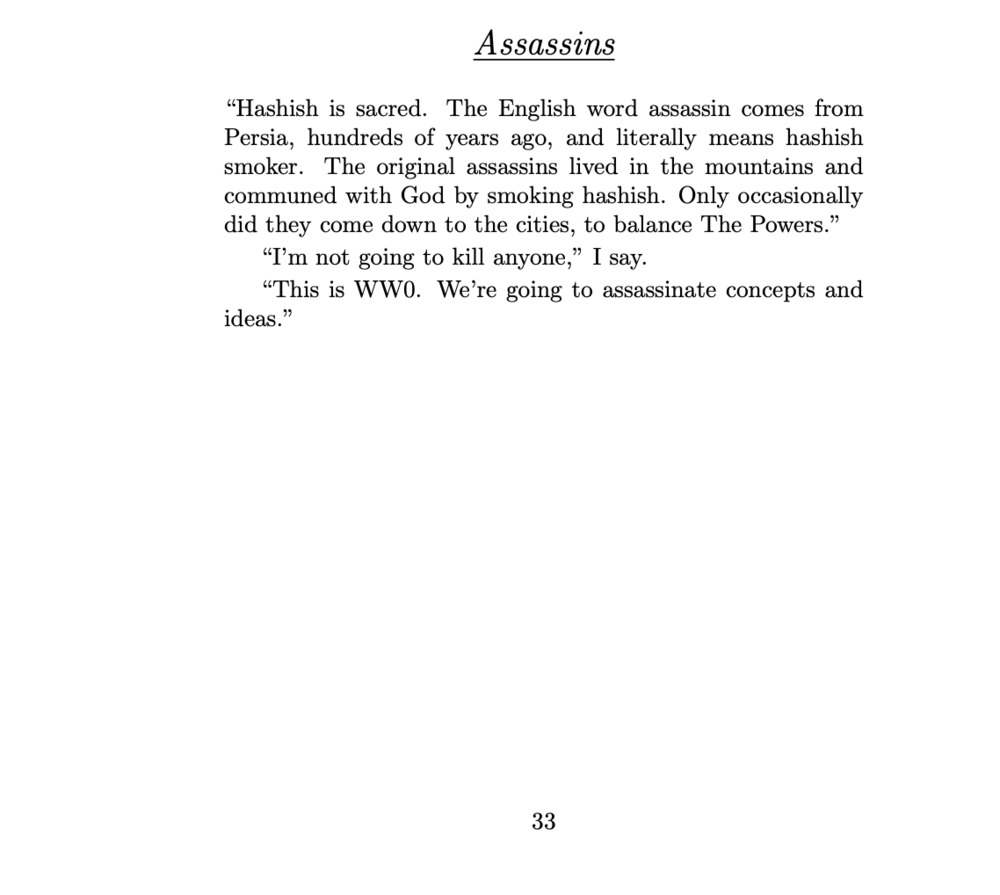 Assassins
“Hashish is sacred. The English word assassin comes from
Persia, hundreds of years ago, and literally means hashish
smoker. The original assassins lived in the mountains and
communed with God by smoking hashish. Only occasionally
did they come down to the cities, to balance The Powers.”
“I’m not going to kill anyone,” I say.
“This is WW0. We’re going to assassinate concepts and
ideas.”
33